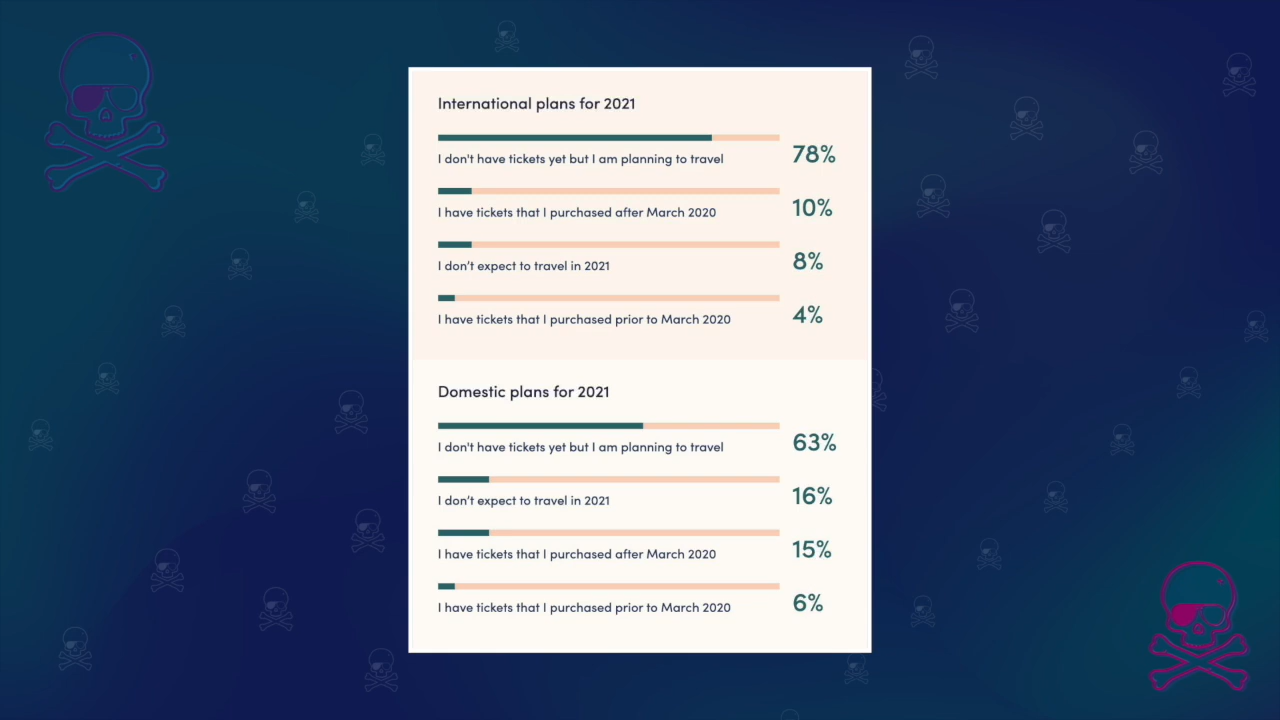 International plans for 2021
I don't have tickets yet but I am planning to travel
78%
I have tickets that I purchased after March 2020
10%
I don’t expect to travel in 2021
8%
I have tickets that I purchased prior to March 2020
4%
Domestic plans for 2021
I don't have tickets yet but I am planning to travel
63%
I don’t expect to travel in 2021
16%
I have tickets that I purchased after March 2020
15%
I have tickets that I purchased prior to March 2020
6%